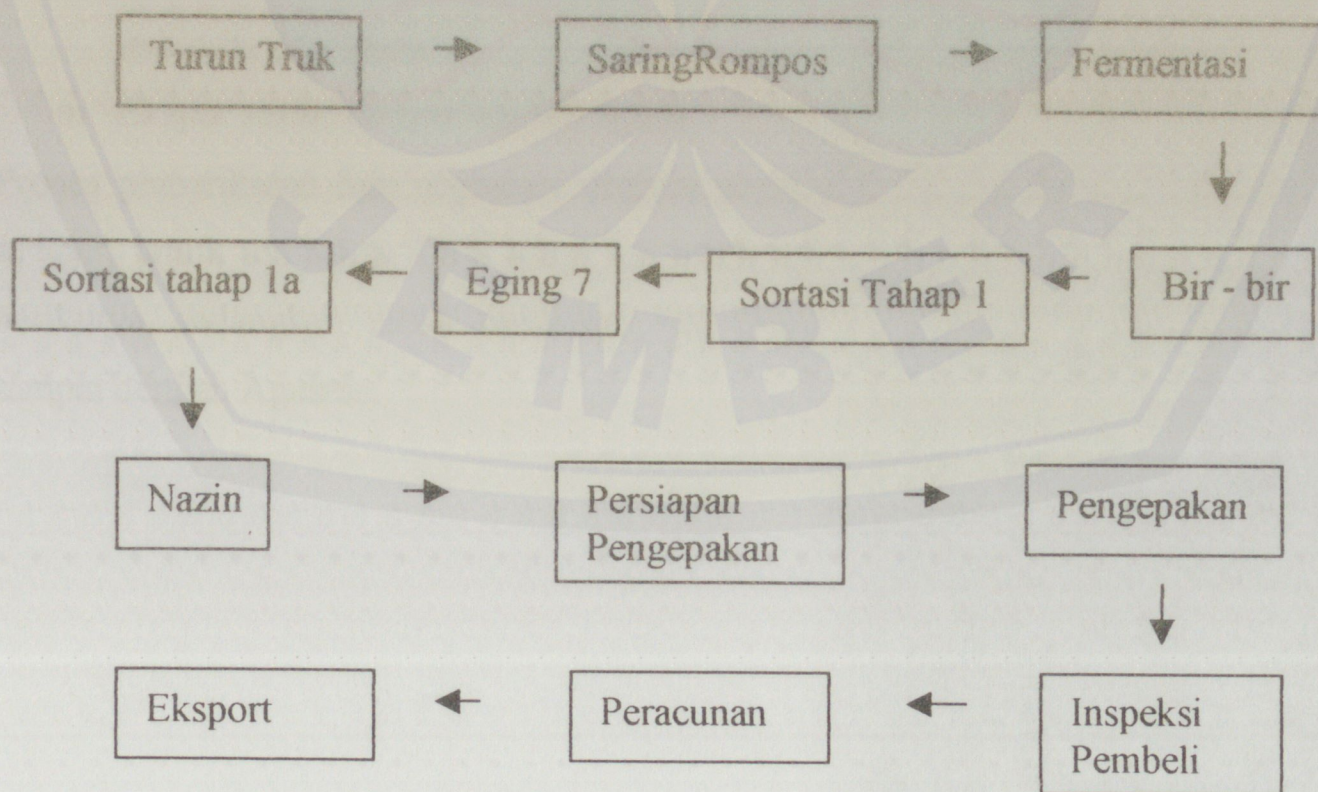 Turun Truk
SaringRompos
Fermentasi
Bir - bir
Sortasi Tahap 1
Eging 7
Sortasi tahap 1a
Nazin
Persiapan
Pengepakan
Pengepakan
Inspeksi
Pembeli
Peracunan
Eksport
JEMBER